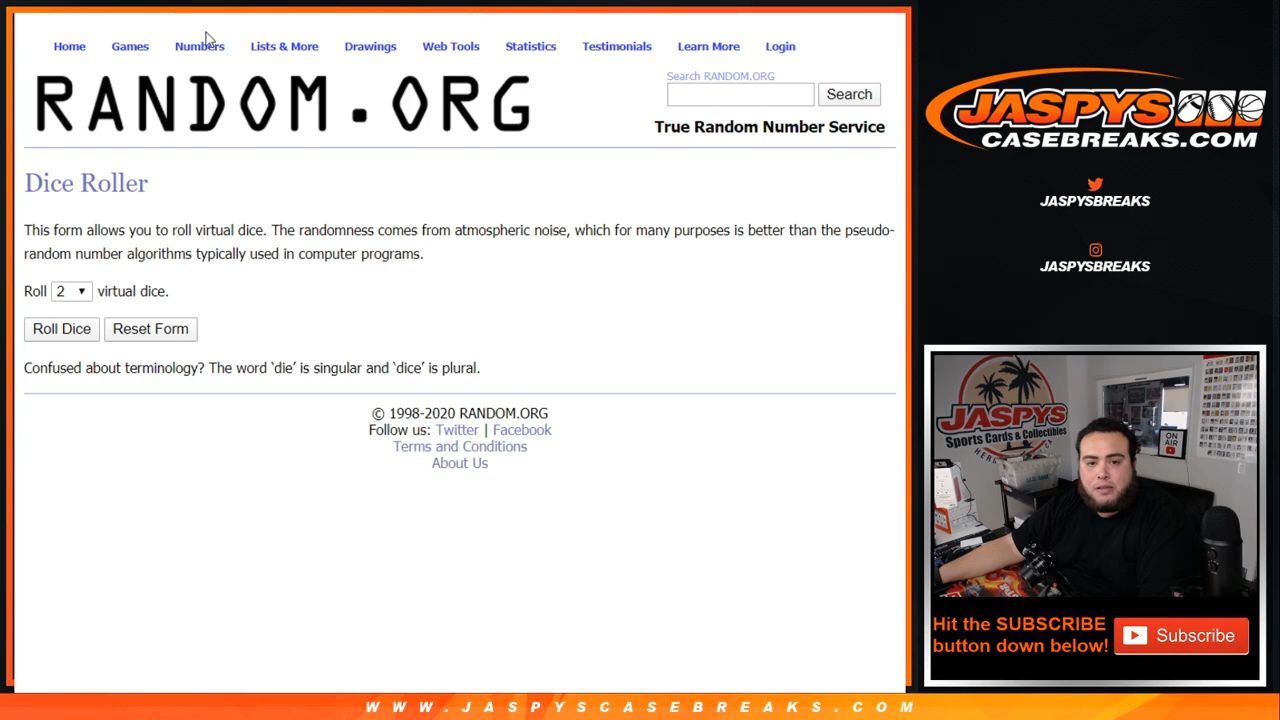 Home Games Numbers Lists & More Drawings Web Tools Statistics Testimonials Learn More Login
RANDOM.ORG
Search RANDOM.ORG
Search
True Random Number Service
Dice Roller
This form allows you to roll virtual dice. The randomness comes from atmospheric noise, which for many purposes is better than the pseudo-
random number algorithms typically used in computer programs.
Roll 2 virtual dice.
Roll Dice Reset Form
Confused about terminology? The word ‘die’ is singular and ‘dice’ is plural.
© 1998-2020 RANDOM.ORG
Follow us: Twitter | Facebook
Terms and Conditions
About Us
JASPYS
CASEBREAKS.COM
JASPYSBREAKS
JASPYSBREAKS
JASPYS
Sports Cards & Collectibles
ON
AIR
Hit the SUBSCRIBE
button down below!
Subscribe
WWW.JASPYSCASEBREAKS.COM